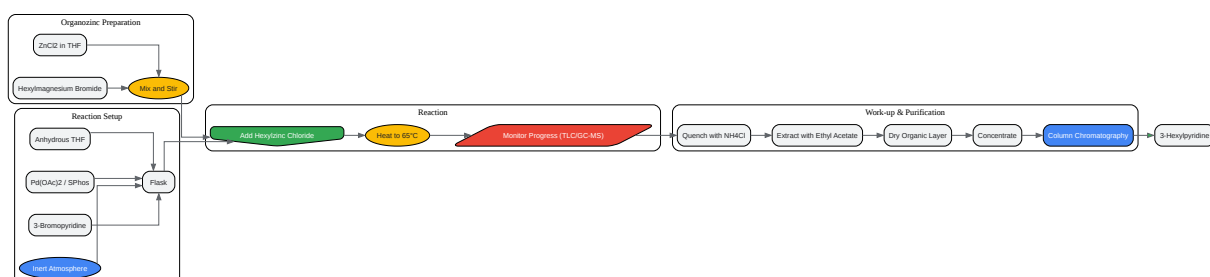 Organozinc Preparation
ZnCl2 in THF
Hexylmagnesium Bromide
Mix and Stir
Reaction Setup
Anhydrous THF
Pd(OAc)2 / SPhos
Flask
3-Bromopyridine
Inert Atmosphere
Reaction
Add Hexylzinc Chloride
Heat to 65°C
Monitor Progress (TLC/GC-MS)
Work-up & Purification
Quench with NH4Cl
Extract with Ethyl Acetate
Dry Organic Layer
Concentrate
Column Chromatography
3-Hexylpyridine